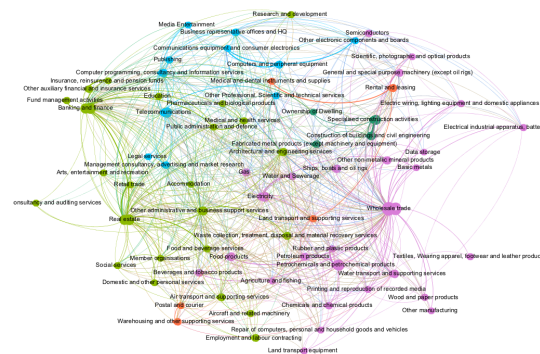 Research and development
Media Entertainment
Business representative offices and HQ
Semiconductors
Other electronic components and boards
Communications equipment and consumer electronics
Scientific, photographic and optical products
Publishing
Computers and peripheral equipment
General and special purpose machinery (except oil rigs)
Computer programming, consultancy and Information services
Insurance, reinsurance and pension funds
Medical and dental instruments and supplies
Other auxiliary financial and insurance services
Rental and leasing
Education
Other Professional, Scientific and technical services
Electric wiring, lighting equipment and domestic appliances
Fund management activities
Pharmaceuticals and biological products
Banking and finance
Telecommunications
Ownership of Dwelling
Medical and health services
Specialised construction activities
Public administration and defence
Electrical industrial apparatus, batte
Construction of buildings and civil engineering
Fabricated metal products (except machinery and equipment)
Architectural and engineering services
Data storage
Legal services
Other non-metallic mineral products
Management consultancy, advertising and market research
Ships, boats and oil rigs
Basic metals
Arts, entertainment and recreation
Gas
Water and Sewerage
Retail trade
Accommodation
Electricity
onsultancy and auditing services
Wholesale trade
Other administrative and business support services
Real estate
Land transport and supporting services
Waste collection, treatment, disposal and material recovery services
Food and beverage services
Rubber and plastic products
Member organisations
Food products
Petroleum products
Textiles, Wearing apparel, footwear and leather produc
Social services
Petrochemicals and petrochemical products
Beverages and tobacco products
Water transport and supporting services
Domestic and other personal services
Agriculture and fishing
Printing and reproduction of recorded media
Air transport and supporting services
Wood and paper products
Postal and courier
Chemicals and chemical products
Aircraft and related machinery
Other manufacturing
Warehousing and other supporting services
Repair of computers, personal and household goods and vehicles
Employment and labour contracting
Land transport equipment